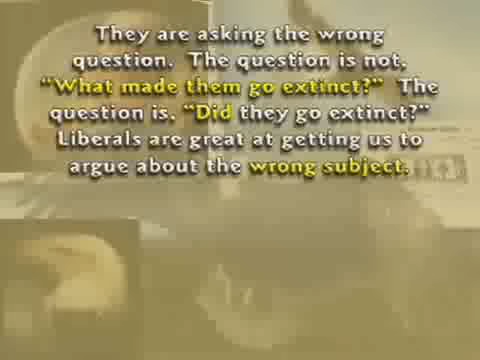 They are asking the wrong
question. The question is not,
"What made them go extinct?" The
question is, "Did they go extinct?"
Liberals are great at getting us to
argue about the wrong subject.